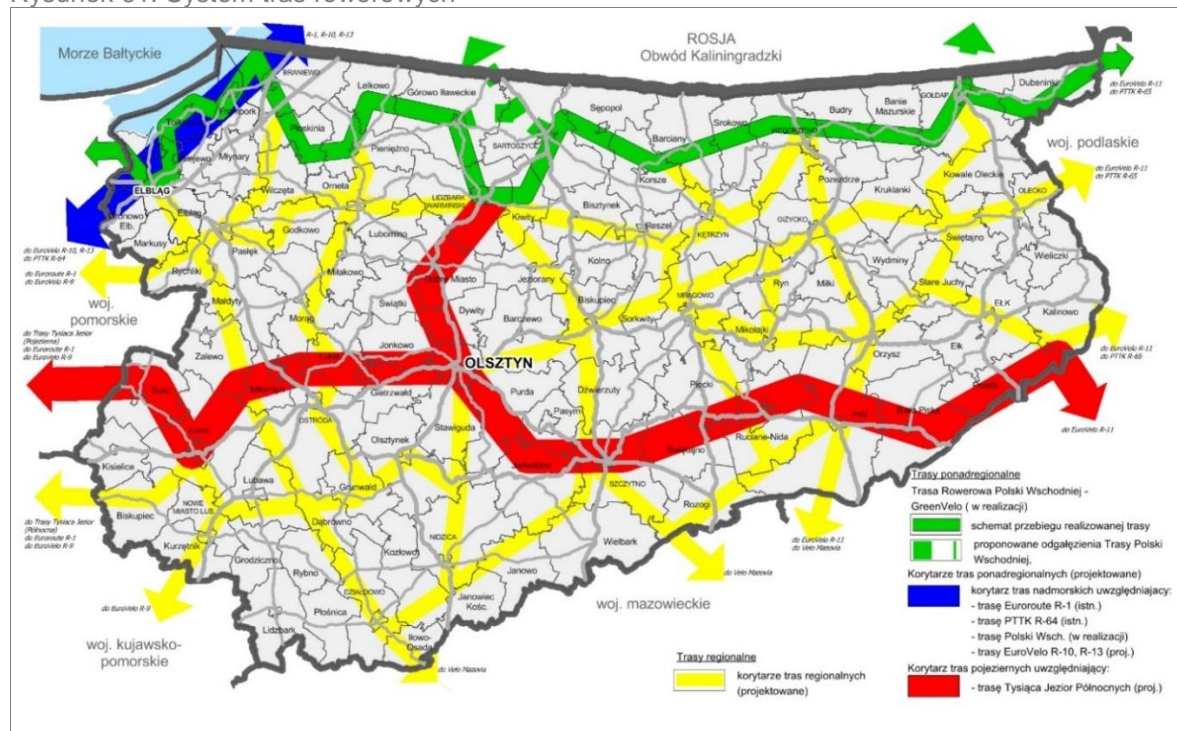 Rysunek 31. System tras rowerowych
Morze Bałtyckie
R-1, R-10, R-13
ROSJA
Obwód Kaliningradzki
BRANIEWO
Lelkowo
Górowo Iławeckie
Sępopol
Budry
Banie
Mazurskie
GOŁDAP
Dubeninki
do EuroVelo R-11
do PTTK R-65
Płoskinia
Młynary
Pieniężno
BARTOSZYCE
Barciany
Srokowo
WĘGORZEWO
woj. podlaskie
ELBLĄG
Wilczęta
Orneta
LIDZBARK
WARMIŃSKI
Korsze
Pozezdrze
Kruklanki
Kowale Oleckie
OLECKO
do EuroVelo R-11
do PTTK R-65
Elbląg
Markusy
Godkowo
Lubomino
Kiwity
Bisztynek
Reszel
KĘTRZYN
GIŻYCKO
Świętajno
do EuroVelo R-10, R-13
do PTTK R-64
Pasłęk
Rychliki
Miłakowo
Dobre Miasto
Jeziorany
Kolno
Wydminy
Wieliczki
do Euroroute R-1
do EuroVelo R-9
woj.
pomorskie
Małdyty
Morąg
Świątki
Dywity
Barczewo
Biskupiec
Sorkwity
MRĄGOWO
Ryn
Miłki
Stare Juchy
EŁK
Kalinowo
do Trasy Tysiąca Jezior
(Pojezierna)
do Euroroute R-1
do EuroVelo R-9
Zalewo
Jonkowo
OLSZTYN
Mikołajki
Orzysz
Ełk
do EuroVelo R-11
do PTTK R-65
Susz
Miłomłyn
Łukta
Gietrzwałd
Purda
Dźwierzuty
Piecki
Prostki
IŁAWA
OSTRÓDA
Stawiguda
Pasym
Ruciane-Nida
PISZ
Biała Piska
do EuroVelo R-11
Kisielice
Olsztynek
Jedwabno
Świętajno
Lubawa
Grunwald
SZCZYTNO
Rozogi
do Trasy Tysiąca Jezior
(Północna)
do Euroroute R-1
do EuroVelo R-9
Biskupiec
NOWE
MIASTO LUB.
Dąbrówno
Kurzętnik
NIDZICA
Wielbark
do EuroVelo R-11
do Velo Mazovia
Grodziczno
Rybno
Kozłowo
Janowo
do Velo Mazovia
do EuroVelo R-9
DZIAŁDOWO
Janowiec
Kośc.
woj. mazowieckie
Płośnica
Lidzbark
Iłowo-
Osada
do Velo Mazovia
woj. kujawsko-
pomorskie
Trasy regionalne
korytarze tras regionalnych
(projektowane)
Trasy ponadregionalne
Trasa Rowerowa Polski Wschodniej -
GreenVelo ( w realizacji)
schemat przebiegu realizowanej trasy
proponowane odgałęzienia Trasy Polski
Wschodniej,
Korytarze tras ponadregionalnych (projektowane)
korytarz tras nadmorskich uwzględniajacy:
- trasę Euroroute R-1 (istn.)
- trasę PTTK R-64 (istn.)
- trasę Polski Wsch. (w realizacji)
- trasy EuroVelo R-10, R-13 (proj.)
Korytarz tras pojeziernych uwzględniający:
- trasę Tysiąca Jezior Północnych (proj.)